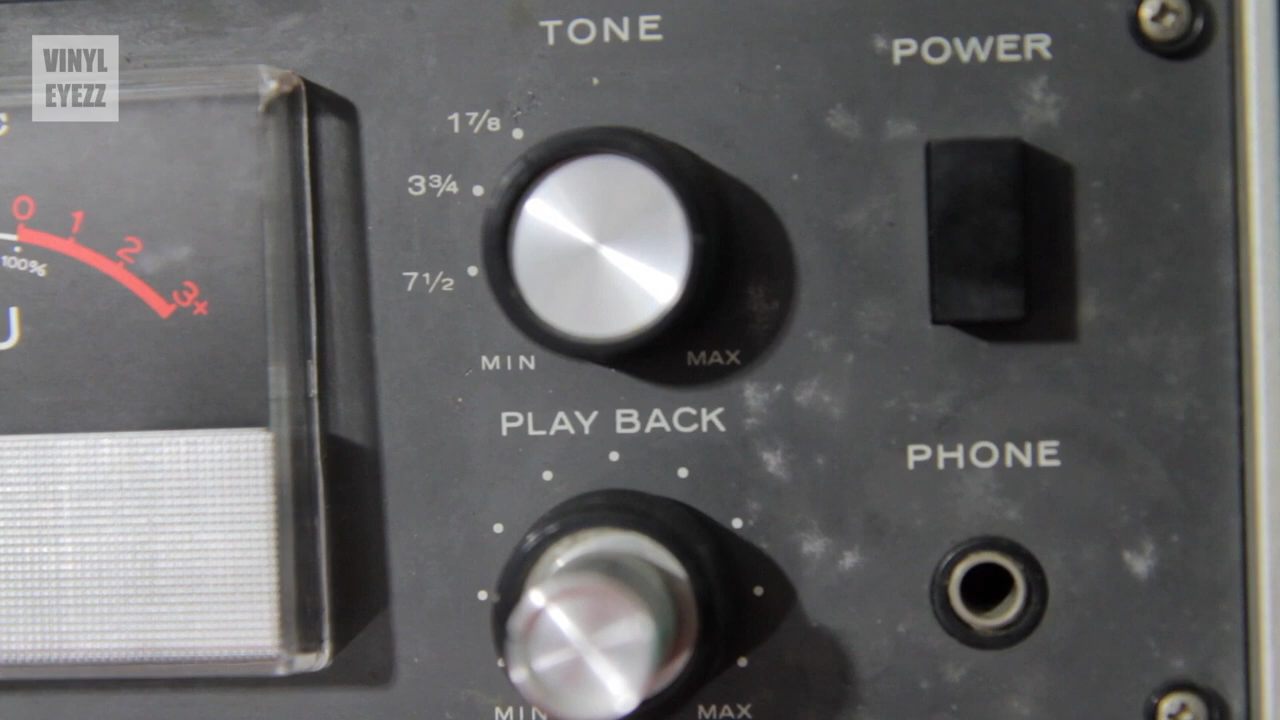 VINYL
EYEZZ
TONE
POWER
1⅞
3¾
7½
0
1
2
3+
100%
MIN
MAX
PLAY BACK
PHONE
MIN
MAX